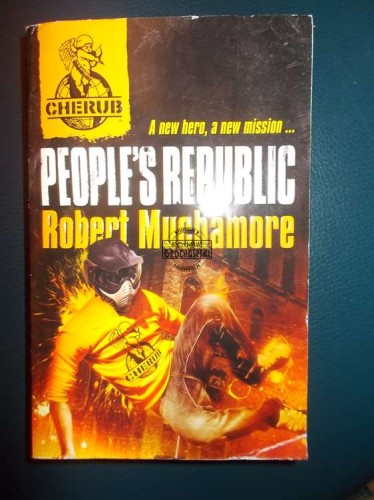 CHERUB
A new hero, a new mission ...
PEOPLE'S REPUBLIC
Robert Muchamore
CHERUB